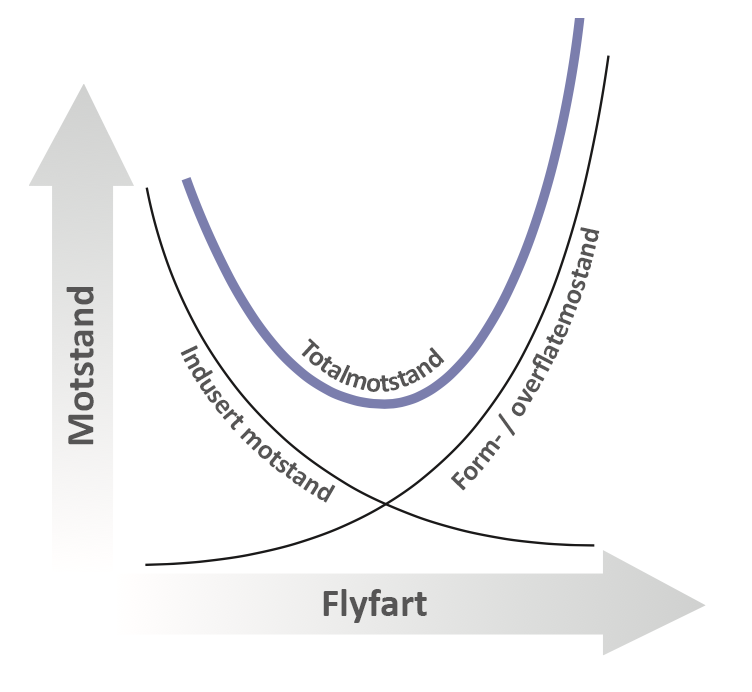 Motstand
Totalmotstand
Indusert motstand
Form- / overflatemostand
Flyfart